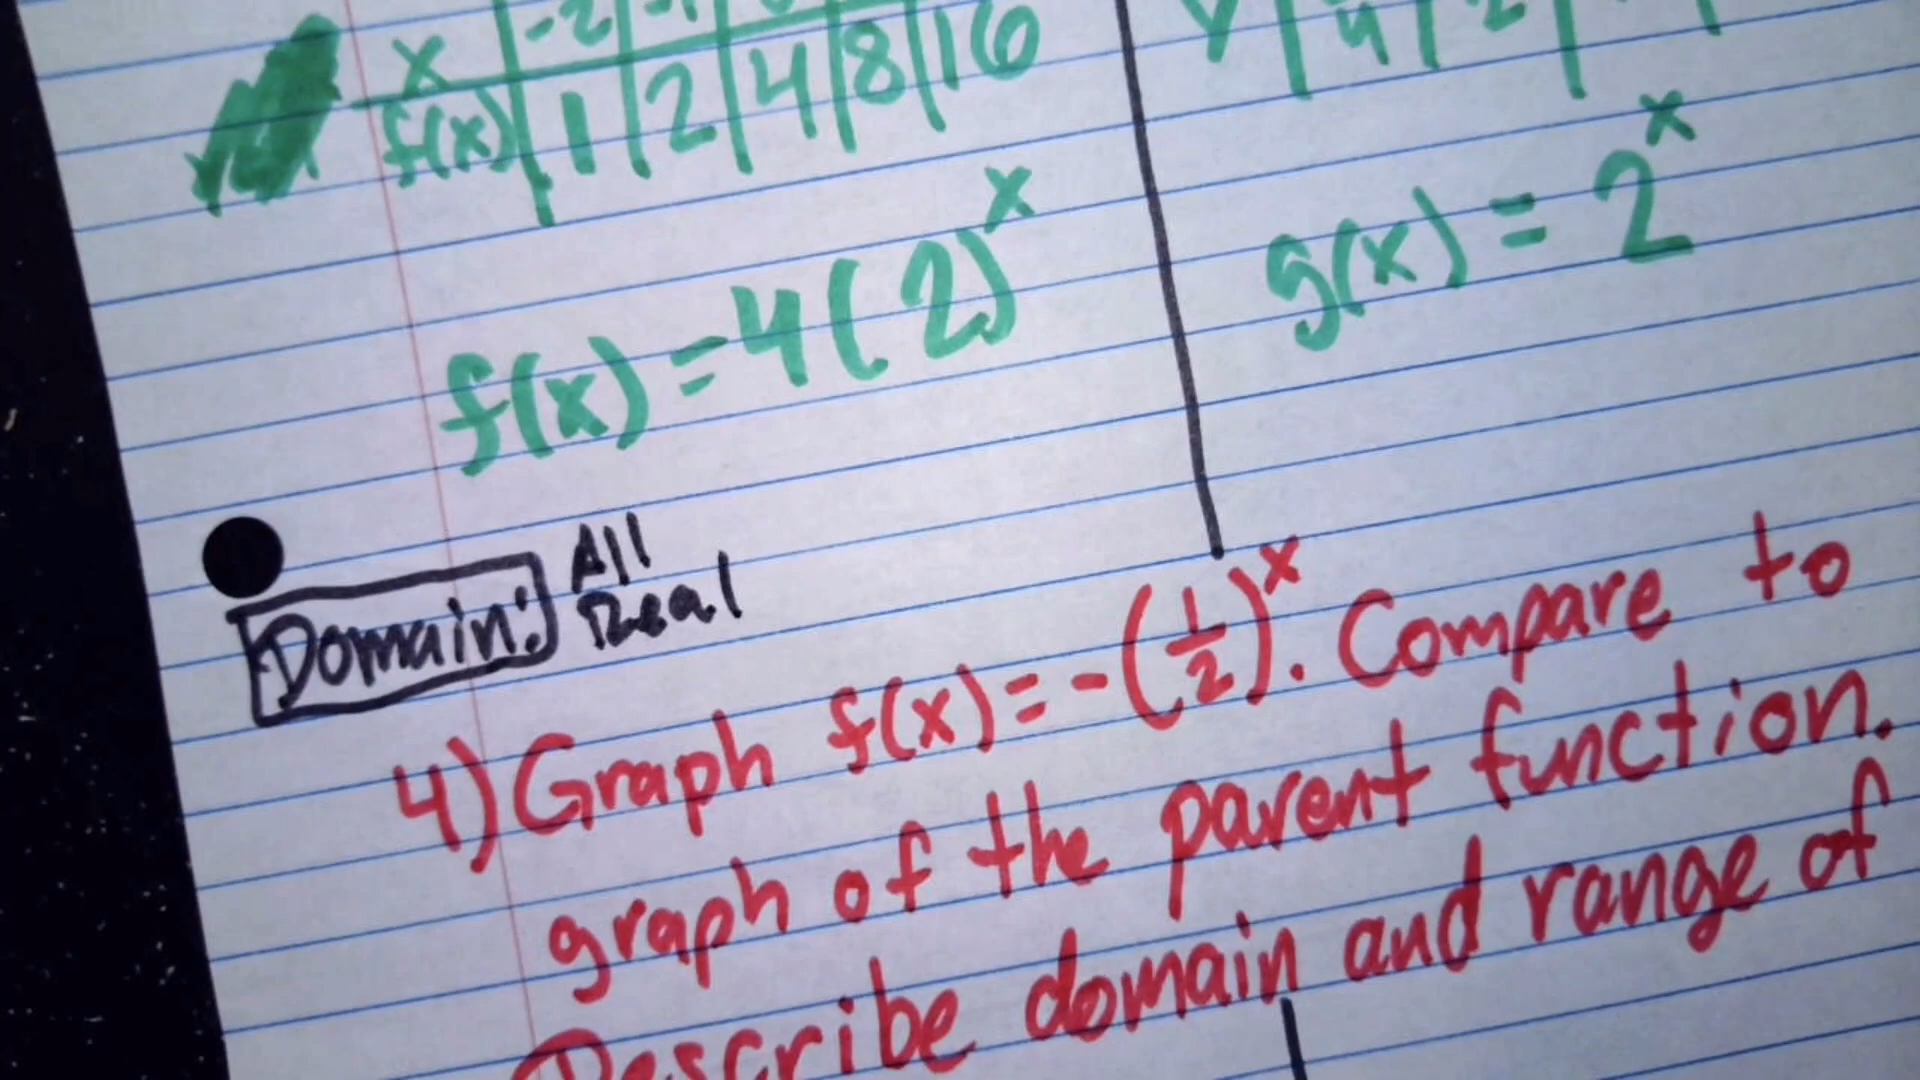 x | -2 | -1
f(x) | 1 | 2 | 4 | 8 | 16
f(x) = 4(2)^x
g(x) = 2^x
Domain: All Real
4) Graph f(x) = -(1/2)^x. Compare to
graph of the parent function.
Describe domain and range of